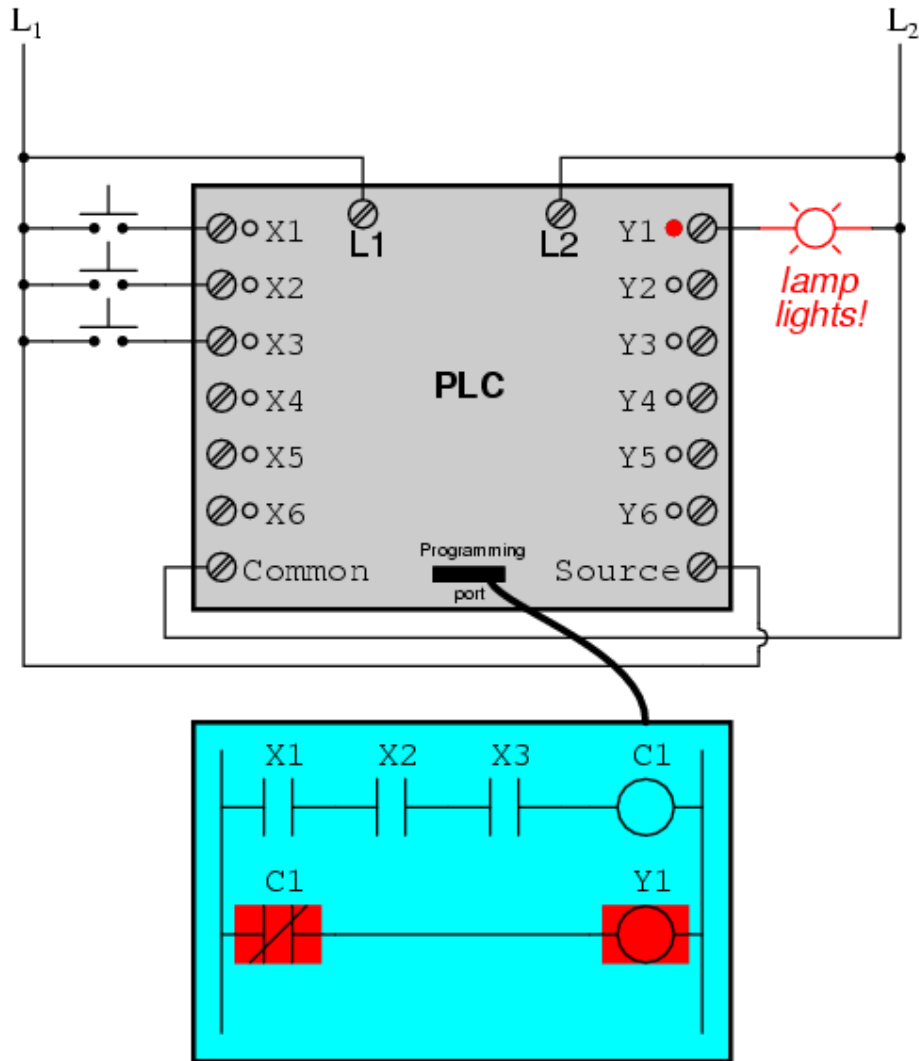 L1 L2
L1 L2
X1 Y1
X2 Y2
lamp
lights!
X3 Y3
PLC
X4 Y4
X5 Y5
X6 Y6
Programming
port
Common Source
X1 X2 X3 C1
C1 Y1